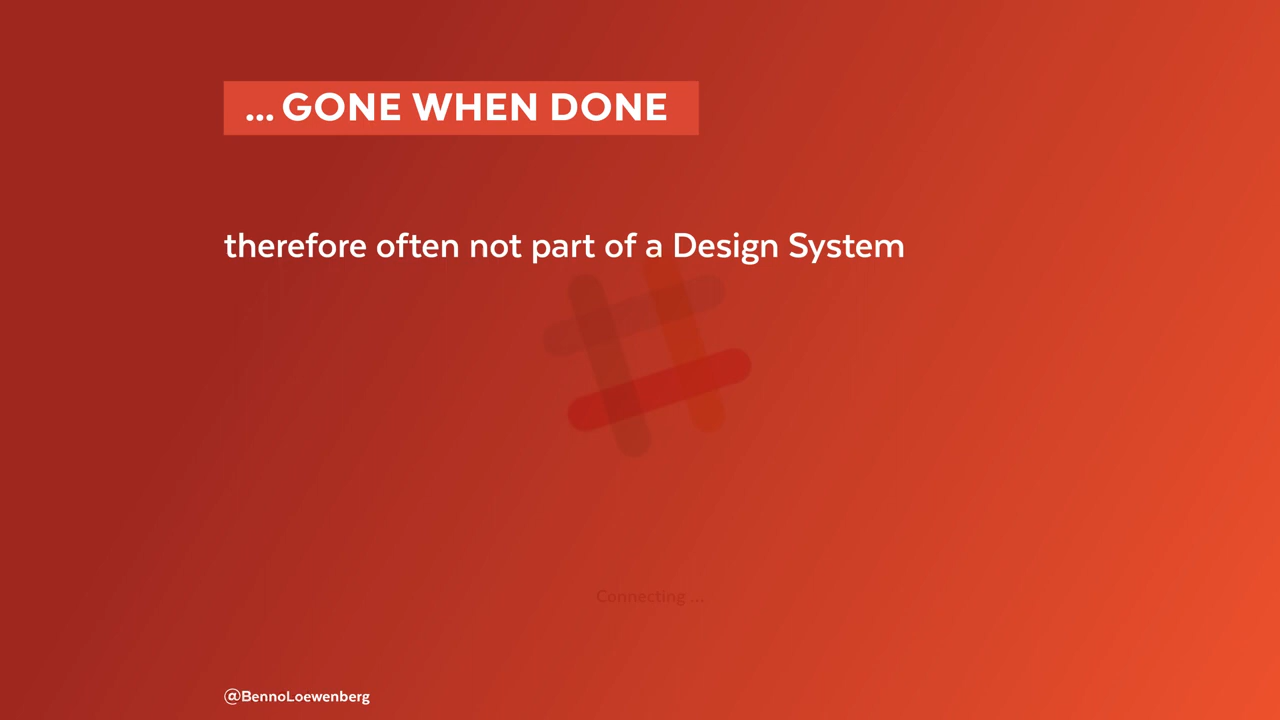 ... GONE WHEN DONE
therefore often not part of a Design System
Connecting ...
@BennoLoewenberg